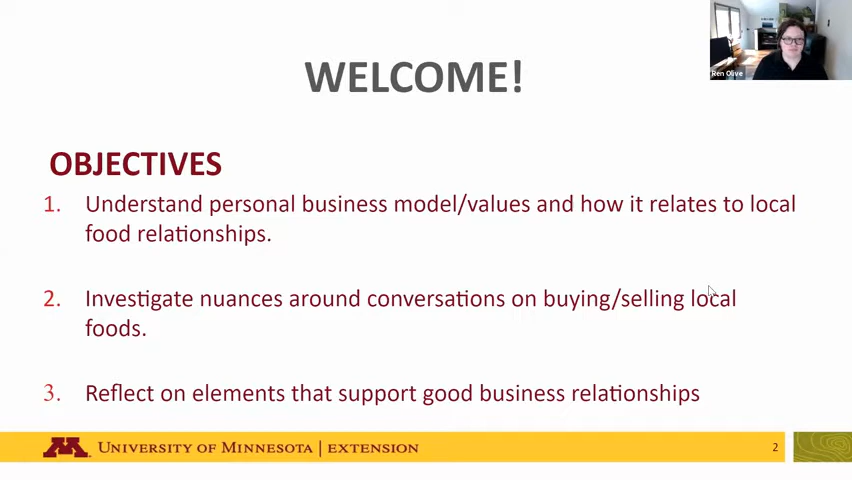 WELCOME!
Ren Olive
OBJECTIVES
1. Understand personal business model/values and how it relates to local
food relationships.
2. Investigate nuances around conversations on buying/selling local
foods.
3. Reflect on elements that support good business relationships
M UNIVERSITY OF MINNESOTA | EXTENSION
2